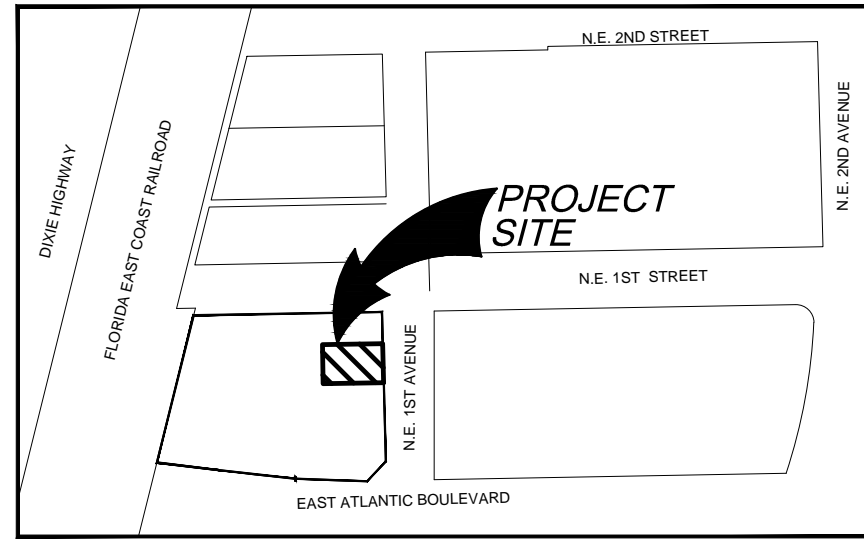 N.E. 2ND STREET
N.E. 2ND AVENUE
DIXIE HIGHWAY
FLORIDA EAST COAST RAILROAD
PROJECT
SITE
N.E. 1ST STREET
N.E. 1ST AVENUE
EAST ATLANTIC BOULEVARD